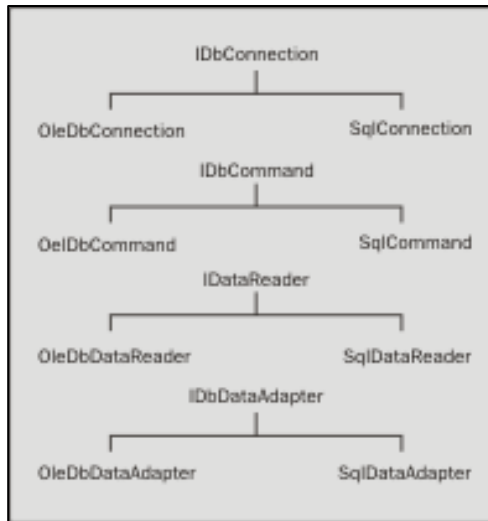 IDbConnection
OleDbConnection SqlConnection
IDbCommand
OelDbCommand SqlCommand
IDataReader
OleDbDataReader SqlDataReader
IDbDataAdapter
OleDbDataAdapter SqlDataAdapter